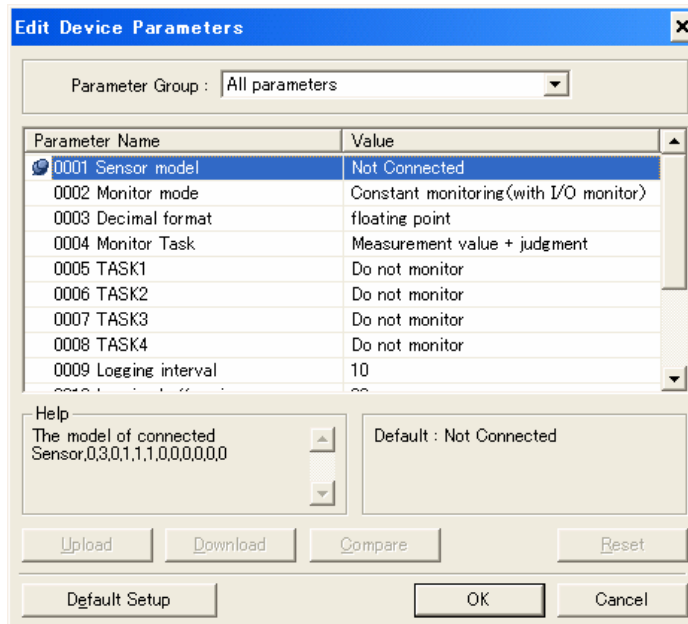 Edit Device Parameters
Parameter Group : All parameters
Parameter Name Value
0001 Sensor model Not Connected
0002 Monitor mode Constant monitoring(with I/O monitor)
0003 Decimal format floating point
0004 Monitor Task Measurement value + judgment
0005 TASK1 Do not monitor
0006 TASK2 Do not monitor
0007 TASK3 Do not monitor
0008 TASK4 Do not monitor
0009 Logging interval 10
Help
The model of connected
Sensor,0,3,0,1,1,1,0,0,0,0,0,0
Default : Not Connected
Upload Download Compare Reset
Default Setup OK Cancel